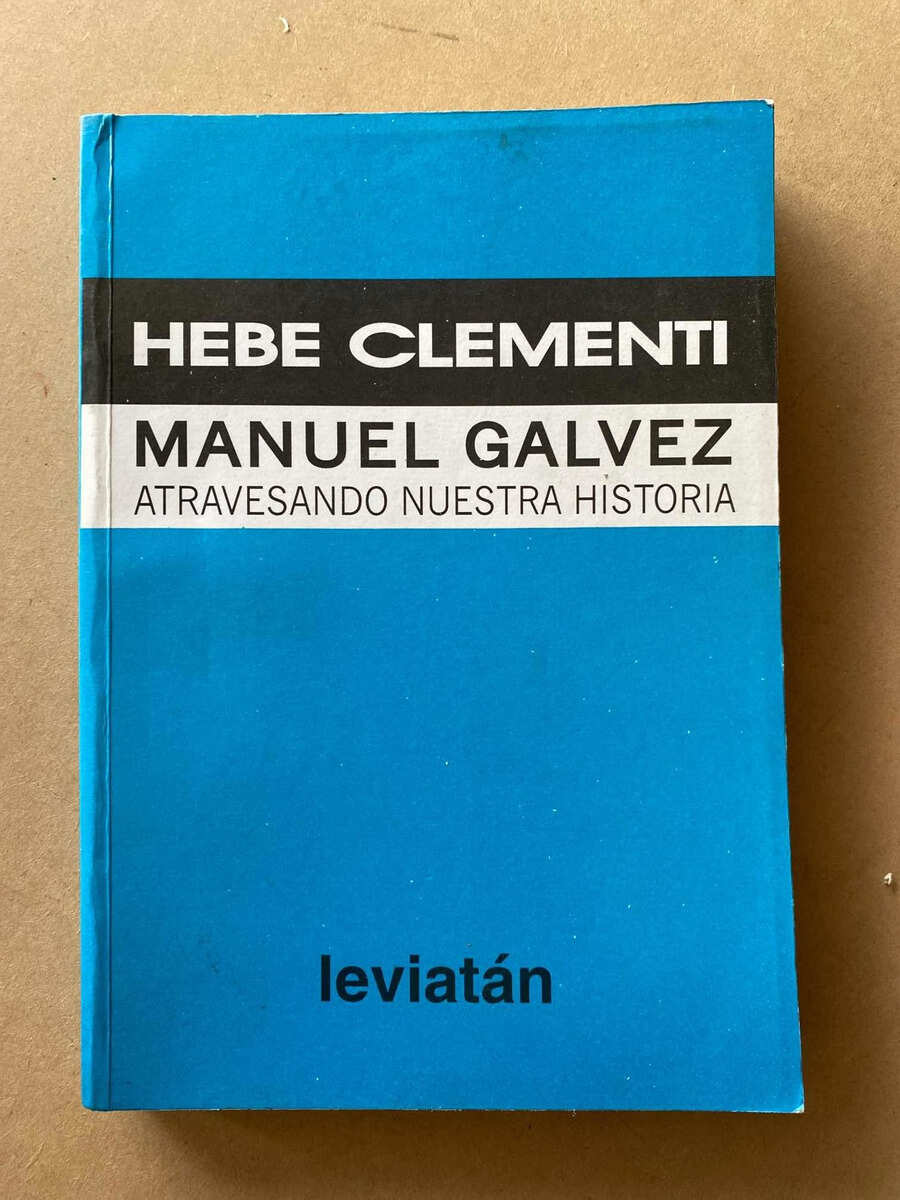 HEBE CLEMENTI
MANUEL GALVEZ
ATRAVESANDO NUESTRA HISTORIA
leviatán